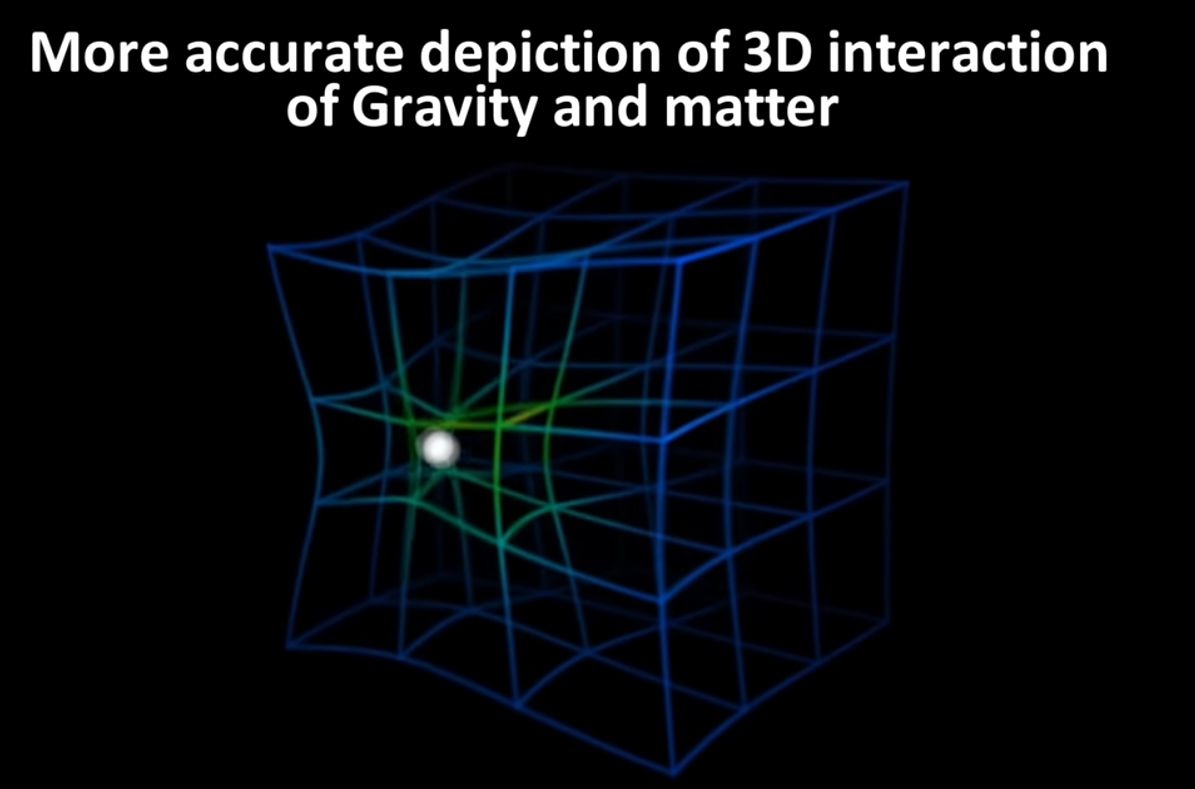 More accurate depiction of 3D interaction
of Gravity and matter